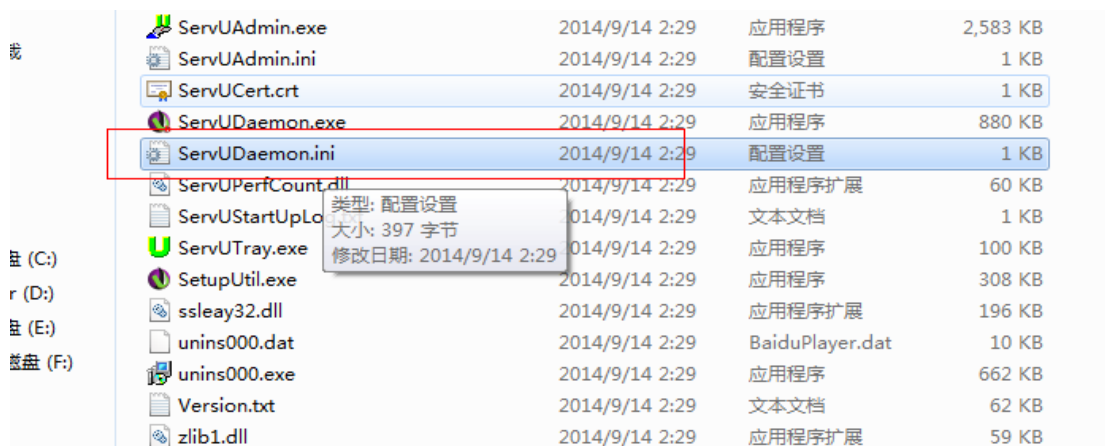 ServUAdmin.exe 2014/9/14 2:29 应用程序 2,583 KB
ServUAdmin.ini 2014/9/14 2:29 配置设置 1 KB
ServUCert.crt 2014/9/14 2:29 安全证书 1 KB
ServUDaemon.exe 2014/9/14 2:29 应用程序 880 KB
ServUDaemon.ini 2014/9/14 2:29 配置设置 1 KB
ServUPerfCount.dll 2014/9/14 2:29 应用程序扩展 60 KB
类型: 配置设置
ServUStartUpLog.txt 2014/9/14 2:29 文本文档 1 KB
大小: 397 字节
ServUTray.exe 2014/9/14 2:29 应用程序 100 KB
修改日期: 2014/9/14 2:29
盘 (C:)
SetupUtil.exe 2014/9/14 2:29 应用程序 308 KB
r (D:)
ssleay32.dll 2014/9/14 2:29 应用程序扩展 196 KB
盘 (E:)
unins000.dat 2014/9/14 2:29 BaiduPlayer.dat 10 KB
磁盘 (F:)
unins000.exe 2014/9/14 2:29 应用程序 662 KB
Version.txt 2014/9/14 2:29 文本文档 62 KB
zlib1.dll 2014/9/14 2:29 应用程序扩展 59 KB